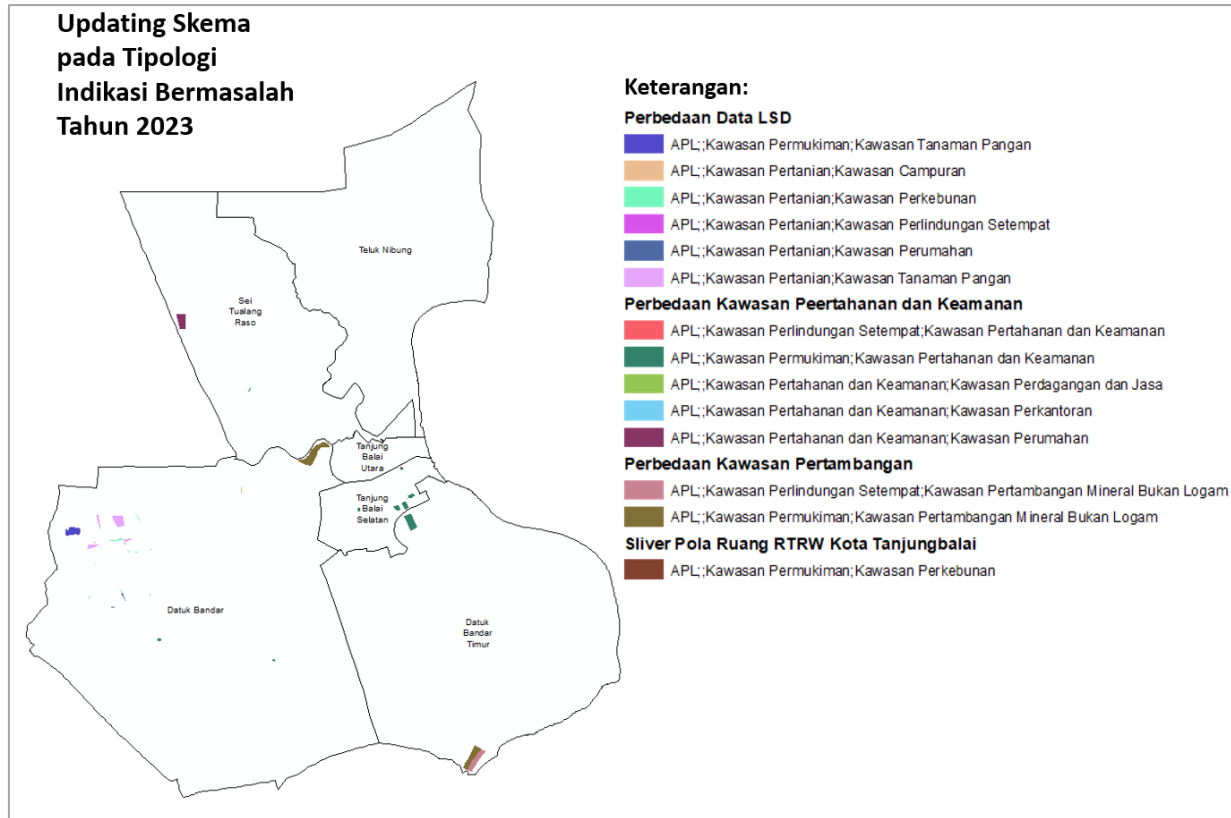 Updating Skema
pada Tipologi
Indikasi Bermasalah
Tahun 2023
Keterangan:
Perbedaan Data LSD
APL;;Kawasan Permukiman;Kawasan Tanaman Pangan
APL;;Kawasan Pertanian;Kawasan Campuran
APL;;Kawasan Pertanian;Kawasan Perkebunan
APL;;Kawasan Pertanian;Kawasan Perlindungan Setempat
APL;;Kawasan Pertanian;Kawasan Perumahan
APL;;Kawasan Pertanian;Kawasan Tanaman Pangan
Perbedaan Kawasan Peertahanan dan Keamanan
APL;;Kawasan Perlindungan Setempat;Kawasan Pertahanan dan Keamanan
APL;;Kawasan Permukiman;Kawasan Pertahanan dan Keamanan
APL;;Kawasan Pertahanan dan Keamanan;Kawasan Perdagangan dan Jasa
APL;;Kawasan Pertahanan dan Keamanan;Kawasan Perkantoran
APL;;Kawasan Pertahanan dan Keamanan;Kawasan Perumahan
Perbedaan Kawasan Pertambangan
APL;;Kawasan Perlindungan Setempat;Kawasan Pertambangan Mineral Bukan Logam
APL;;Kawasan Permukiman;Kawasan Pertambangan Mineral Bukan Logam
Sliver Pola Ruang RTRW Kota Tanjungbalai
APL;;Kawasan Permukiman;Kawasan Perkebunan
Teluk Nibung
Sei
Tualang
Raso
Tanjung
Balai
Utara
Tanjung
Balai
Selatan
Datuk Bandar
Datuk
Bandar
Timur